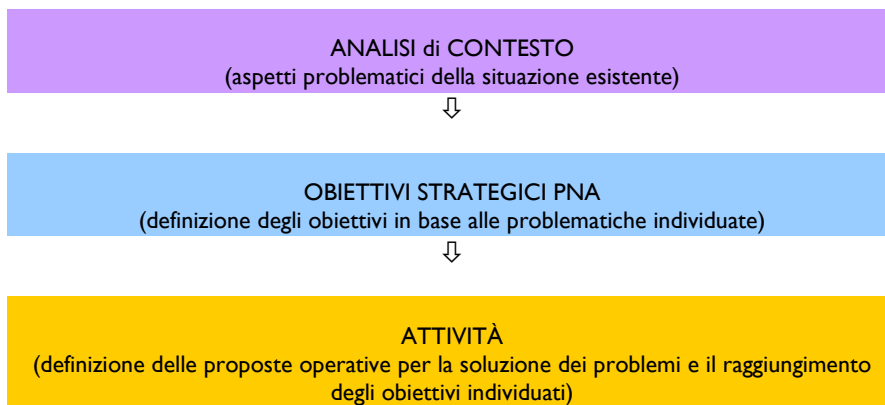 ANALISI di CONTESTO
(aspetti problematici della situazione esistente)
⇩
OBIETTIVI STRATEGICI PNA
(definizione degli obiettivi in base alle problematiche individuate)
⇩
ATTIVITÀ
(definizione delle proposte operative per la soluzione dei problemi e il raggiungimento
degli obiettivi individuati)